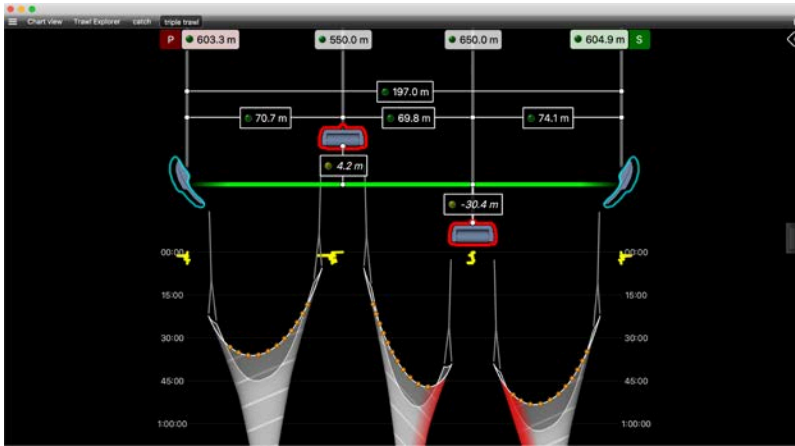 Chart view Trawl Explorer catch triple trawl
P 603.3 m 550.0 m 650.0 m 604.9 m S
197.0 m
70.7 m 69.8 m 74.1 m
4.2 m
-30.4 m
00:00 00:00
15:00 15:00
30:00 30:00
45:00 45:00
1:00:00 1:00:00